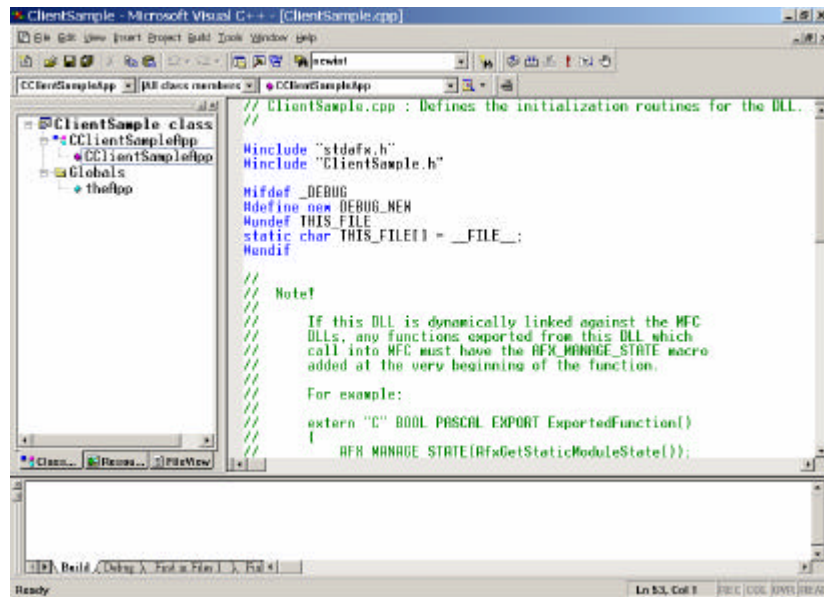 ClientSample - Microsoft Visual C++ - [ClientSample.cpp]
File Edit View Insert Project Build Tools Window Help
newint
CClientSampleApp [All class members CClientSampleApp
ClientSample class
CClientSampleApp
CClientSampleApp
Globals
theApp
Class... Resou... FileView
// ClientSample.cpp : Defines the initialization routines for the DLL.
//
#include "stdafx.h"
#include "ClientSample.h"
#ifdef _DEBUG
#define new DEBUG_NEW
#undef THIS_FILE
static char THIS_FILE[] = __FILE__;
#endif
//
// Note!
//
// If this DLL is dynamically linked against the MFC
// DLLs, any functions exported from this DLL which
// call into MFC must have the AFX_MANAGE_STATE macro
// added at the very beginning of the function.
//
// For example:
//
// extern "C" BOOL PASCAL EXPORT ExportedFunction()
// {
// AFX_MANAGE_STATE(AfxGetStaticModuleState());
Build Debug Find in Files 1
Ready
Ln 53, Col 1 REC COL OVR READ